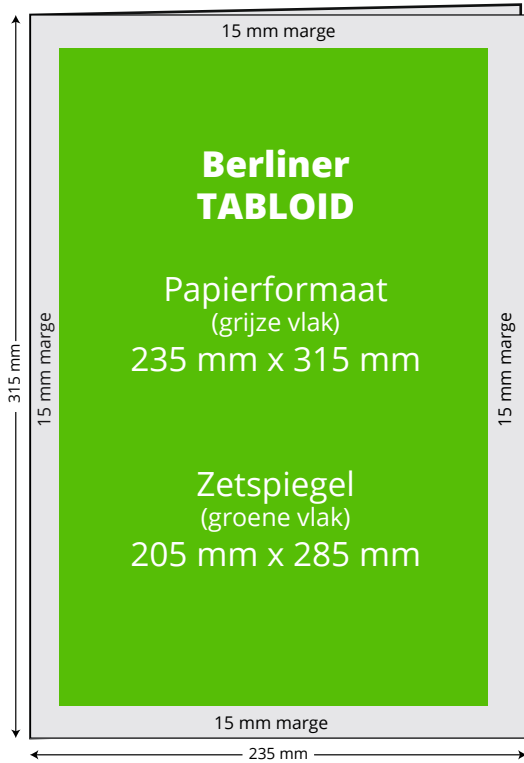 15 mm marge
Berliner
TABLOID
Papierformaat
(grijze vlak)
235 mm x 315 mm
315 mm
15 mm marge
15 mm marge
Zetspiegel
(groene vlak)
205 mm x 285 mm
15 mm marge
235 mm